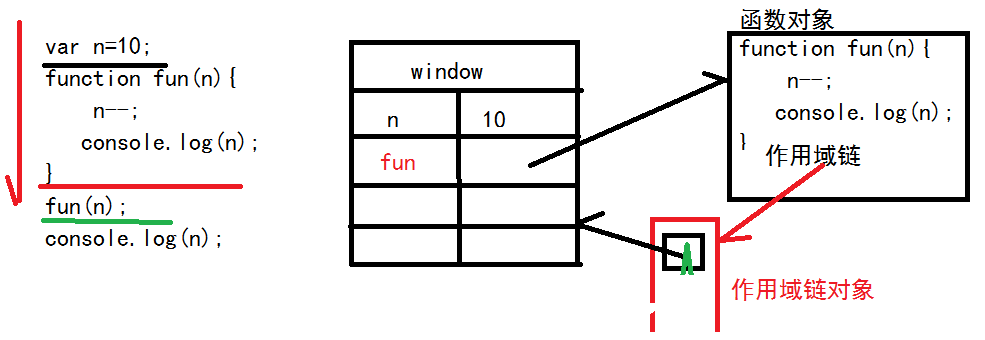 var n=10;
function fun(n){
n--;
console.log(n);
}
fun(n);
console.log(n);
window
n 10
fun
函数对象
function fun(n){
n--;
console.log(n);
}
作用域链
作用域链对象